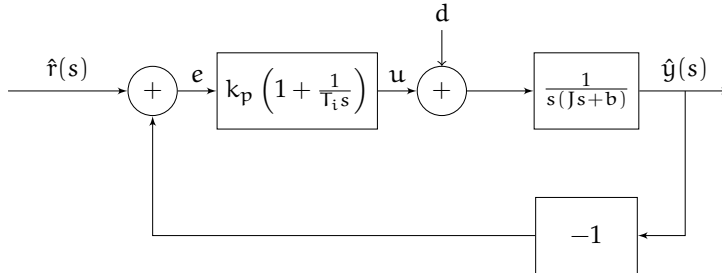 d
r̂(s)
+
e
k_p (1 + 1/(T_i s))
u
+
1/(s(Js+b))
ŷ(s)
−1